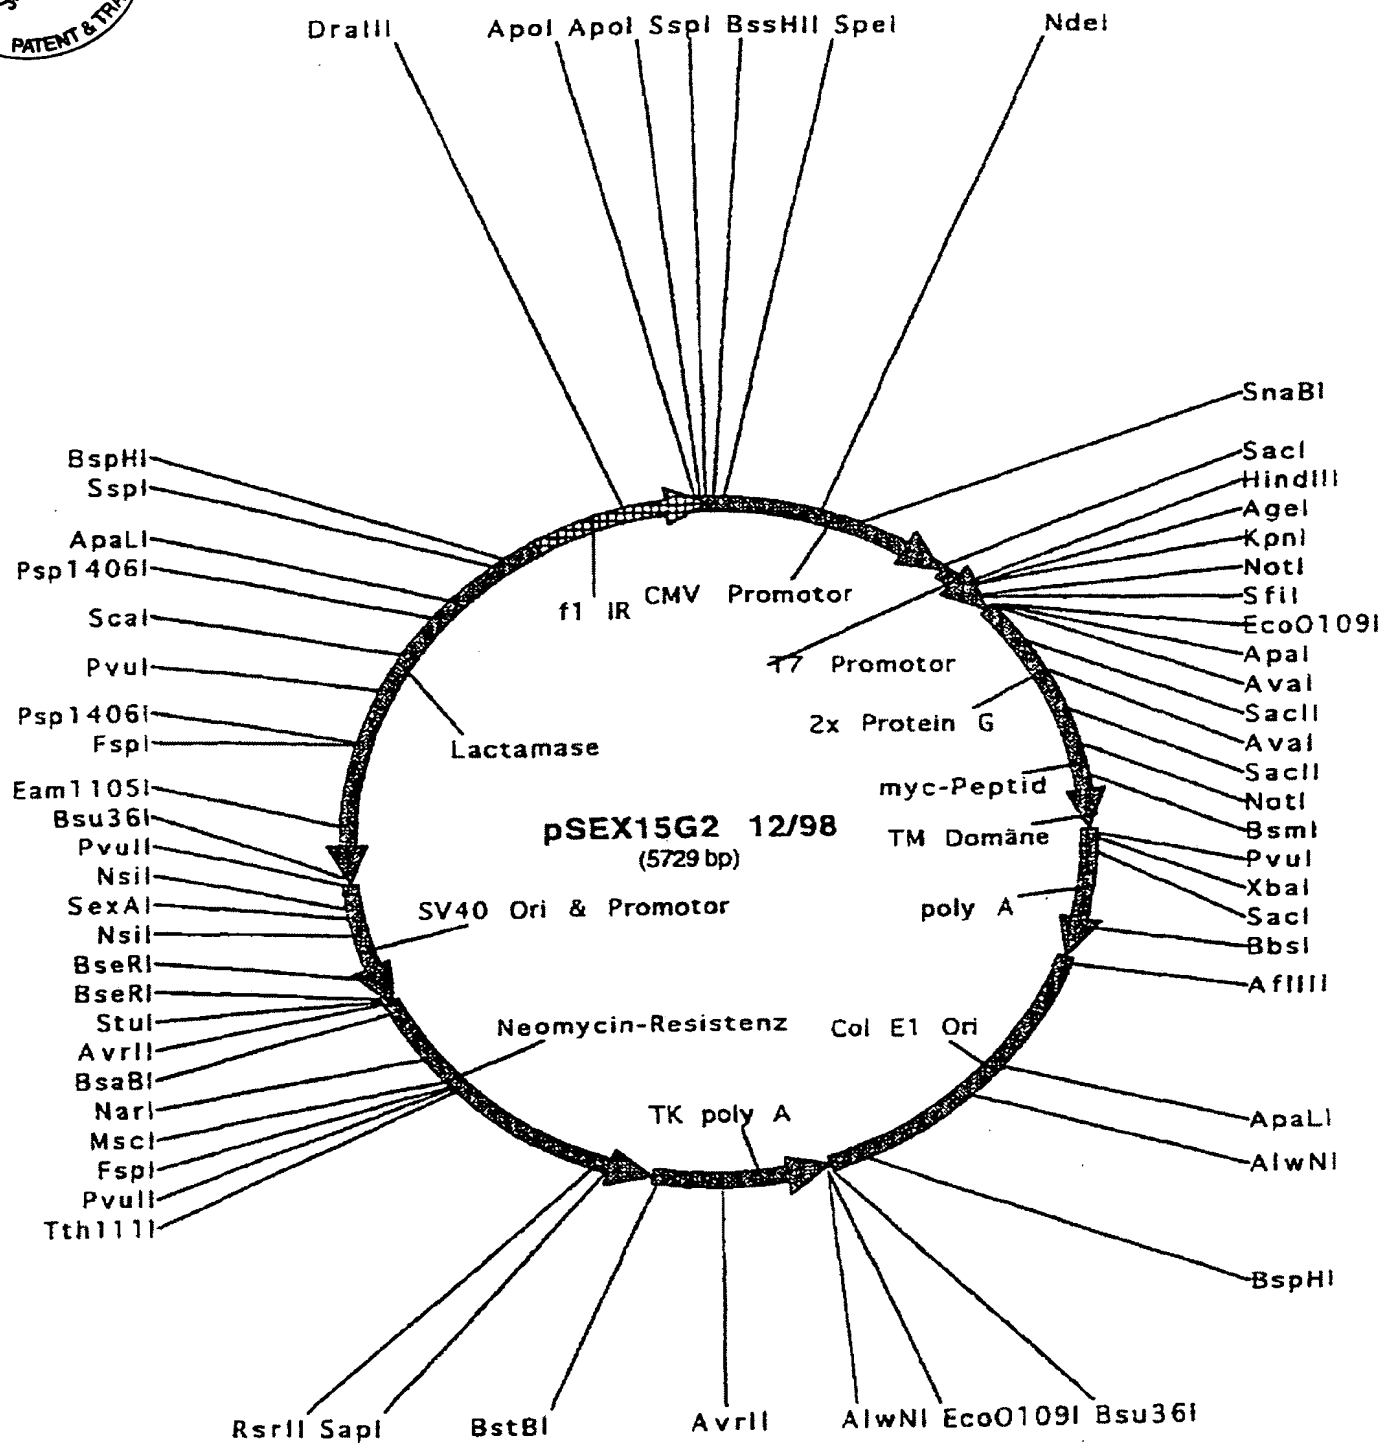 PATENT & TRA
DraIII ApoI ApoI SspI BssHII SpeI NdeI
SnaBI
SacI
HindIII
AgeI
KpnI
NotI
SfiI
EcoO109I
ApaI
AvaI
SacII
AvaI
SacII
NotI
BsmI
PvuI
XbaI
SacI
BbsI
AflIII
ApaLI
AlwNI
BspHI
BspHI
SspI
ApaLI
Psp1406I
ScaI
PvuI
Psp1406I
FspI
Eam1105I
Bsu36I
PvuII
NsiI
SexAI
NsiI
BseRI
BseRI
StuI
AvrII
BsaBI
NarI
MscI
FspI
PvuII
Tth111I
f1 IR
CMV Promotor
T7 Promotor
2x Protein G
Lactamase
myc-Peptid
pSEX15G2 12/98
(5729 bp)
TM Domäne
SV40 Ori & Promotor
poly A
Neomycin-Resistenz
Col E1 Ori
TK poly A
RsrII SapI BstBI AvrII AlwNI EcoO109I Bsu36I